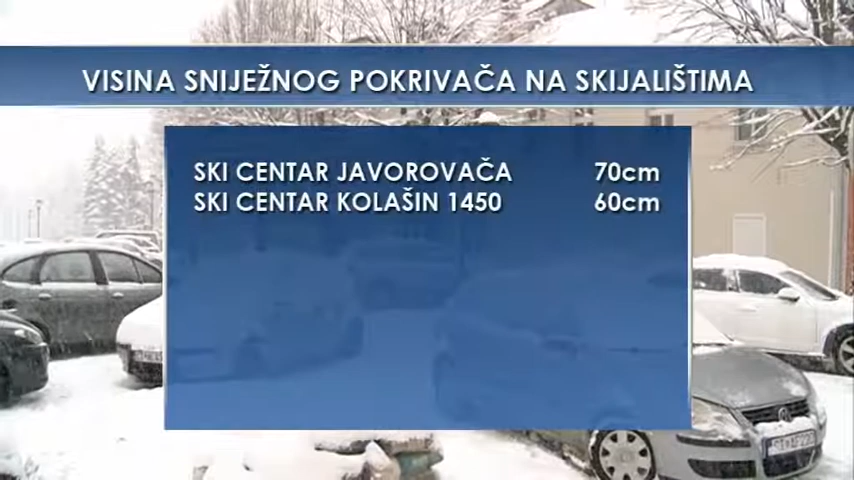 VISINA SNIJEŽNOG POKRIVAČA NA SKIJALIŠTIMA
SKI CENTAR JAVOROVAČA 70cm
SKI CENTAR KOLAŠIN 1450 60cm